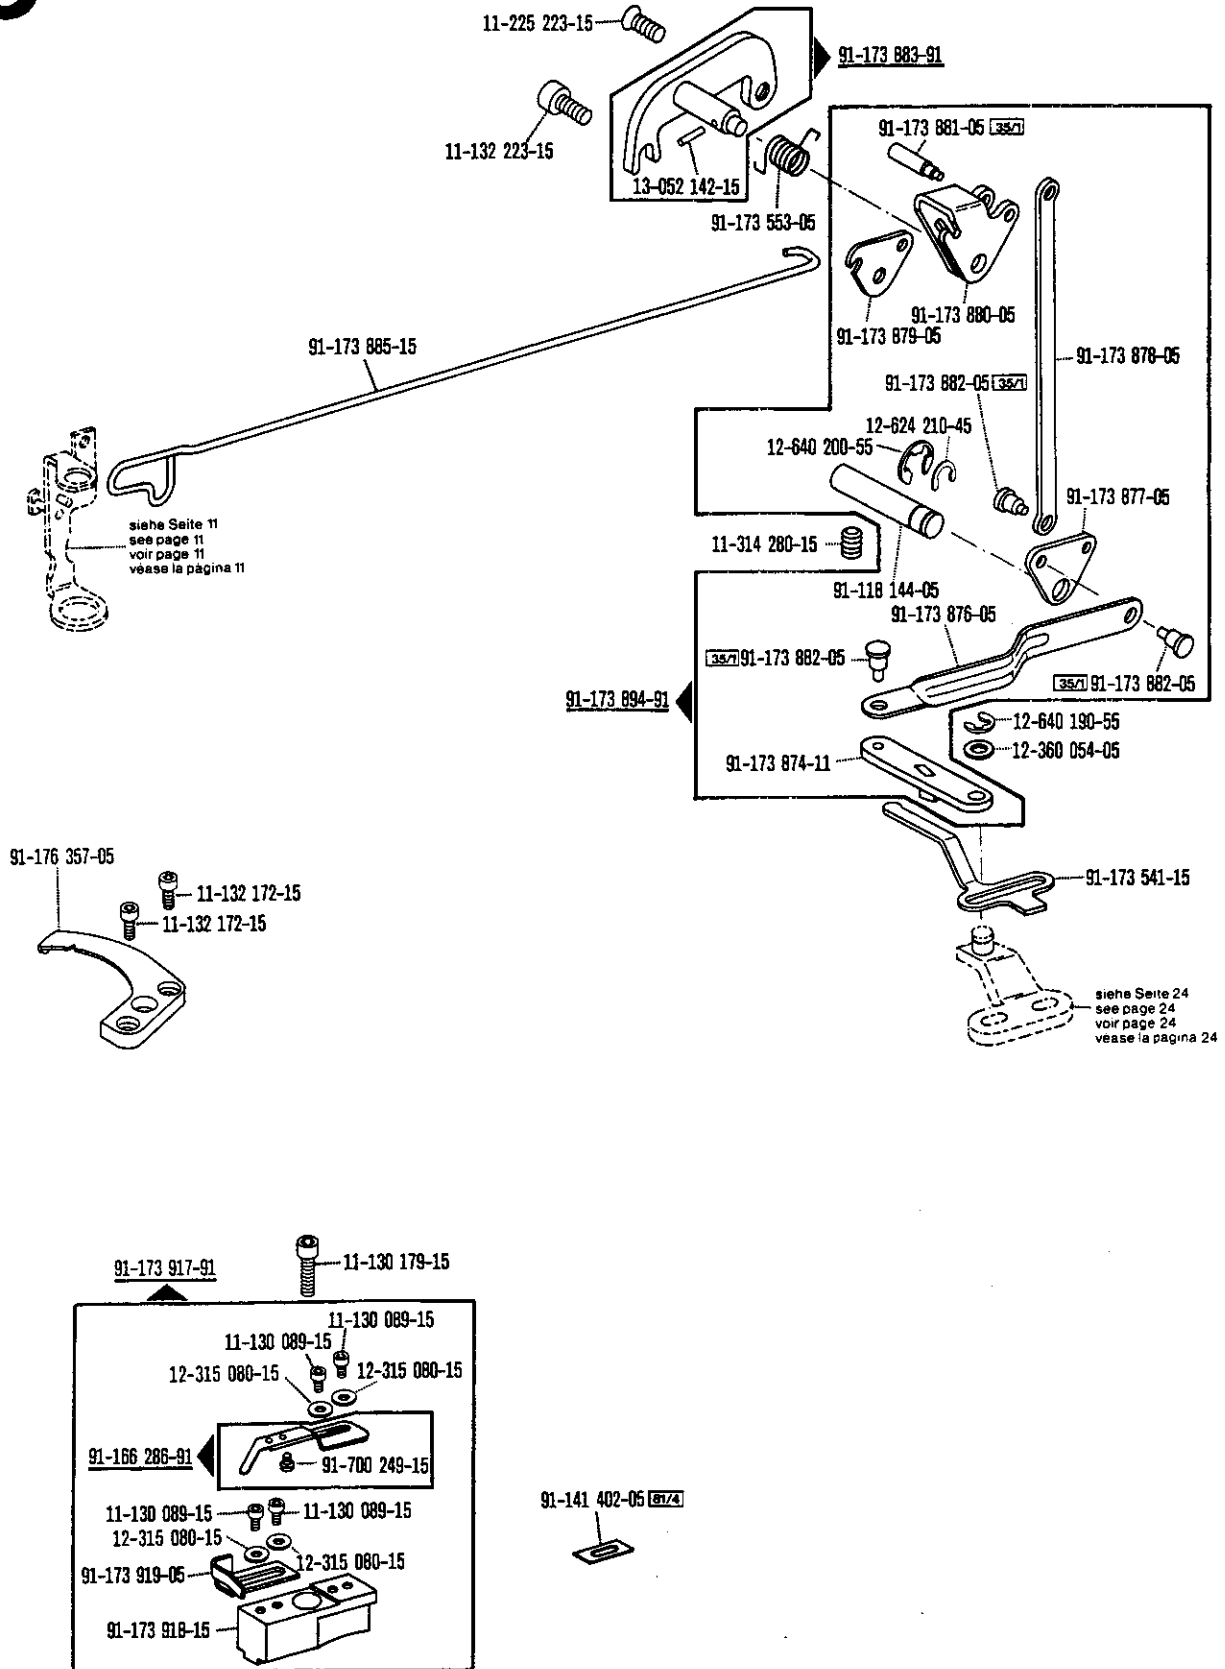 11-225 223-15
91-173 883-91
11-132 223-15
91-173 881-05 35/1
13-052 142-15
91-173 553-05
91-173 880-05
91-173 879-05
91-173 885-15
91-173 878-05
91-173 882-05 35/1
12-624 210-45
12-640 200-55
91-173 877-05
siehe Seite 11
see page 11
voir page 11
véase la página 11
11-314 280-15
91-118 144-05
91-173 876-05
35/1 91-173 882-05
35/1 91-173 882-05
91-173 894-91
12-640 190-55
12-360 054-05
91-173 874-11
91-176 357-05
11-132 172-15
11-132 172-15
91-173 541-15
siehe Seite 24
see page 24
voir page 24
véase la pagina 24
91-173 917-91
11-130 179-15
11-130 089-15
11-130 089-15
12-315 080-15
12-315 080-15
91-166 286-91
91-700 249-15
91-141 402-05 81/4
11-130 089-15
11-130 089-15
12-315 080-15
12-315 080-15
91-173 919-05
91-173 918-15